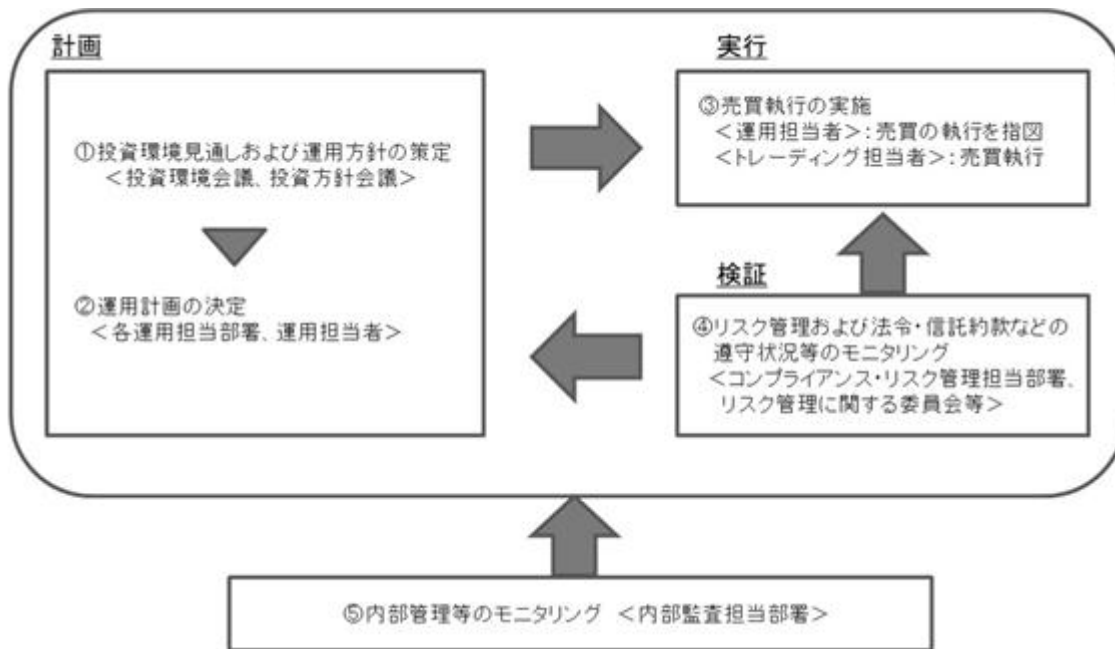 計画
①投資環境見通しおよび運用方針の策定
＜投資環境会議、投資方針会議＞
②運用計画の決定
＜各運用担当部署、運用担当者＞
実行
③売買執行の実施
＜運用担当者＞：売買の執行を指図
＜トレーディング担当者＞：売買執行
検証
④リスク管理および法令・信託約款などの
遵守状況等のモニタリング
＜コンプライアンス・リスク管理担当部署、
リスク管理に関する委員会等＞
⑤内部管理等のモニタリング ＜内部監査担当部署＞